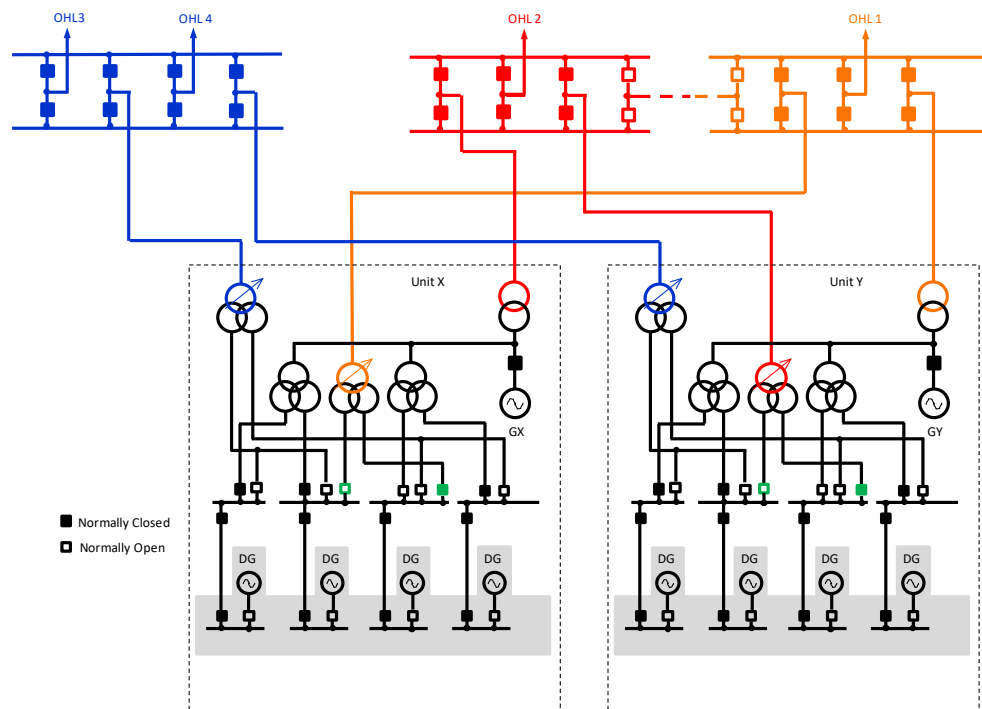 OHL3
OHL 4
OHL 2
OHL 1
Unit X
Unit Y
GX
GY
Normally Closed
Normally Open
DG
DG
DG
DG
DG
DG
DG
DG